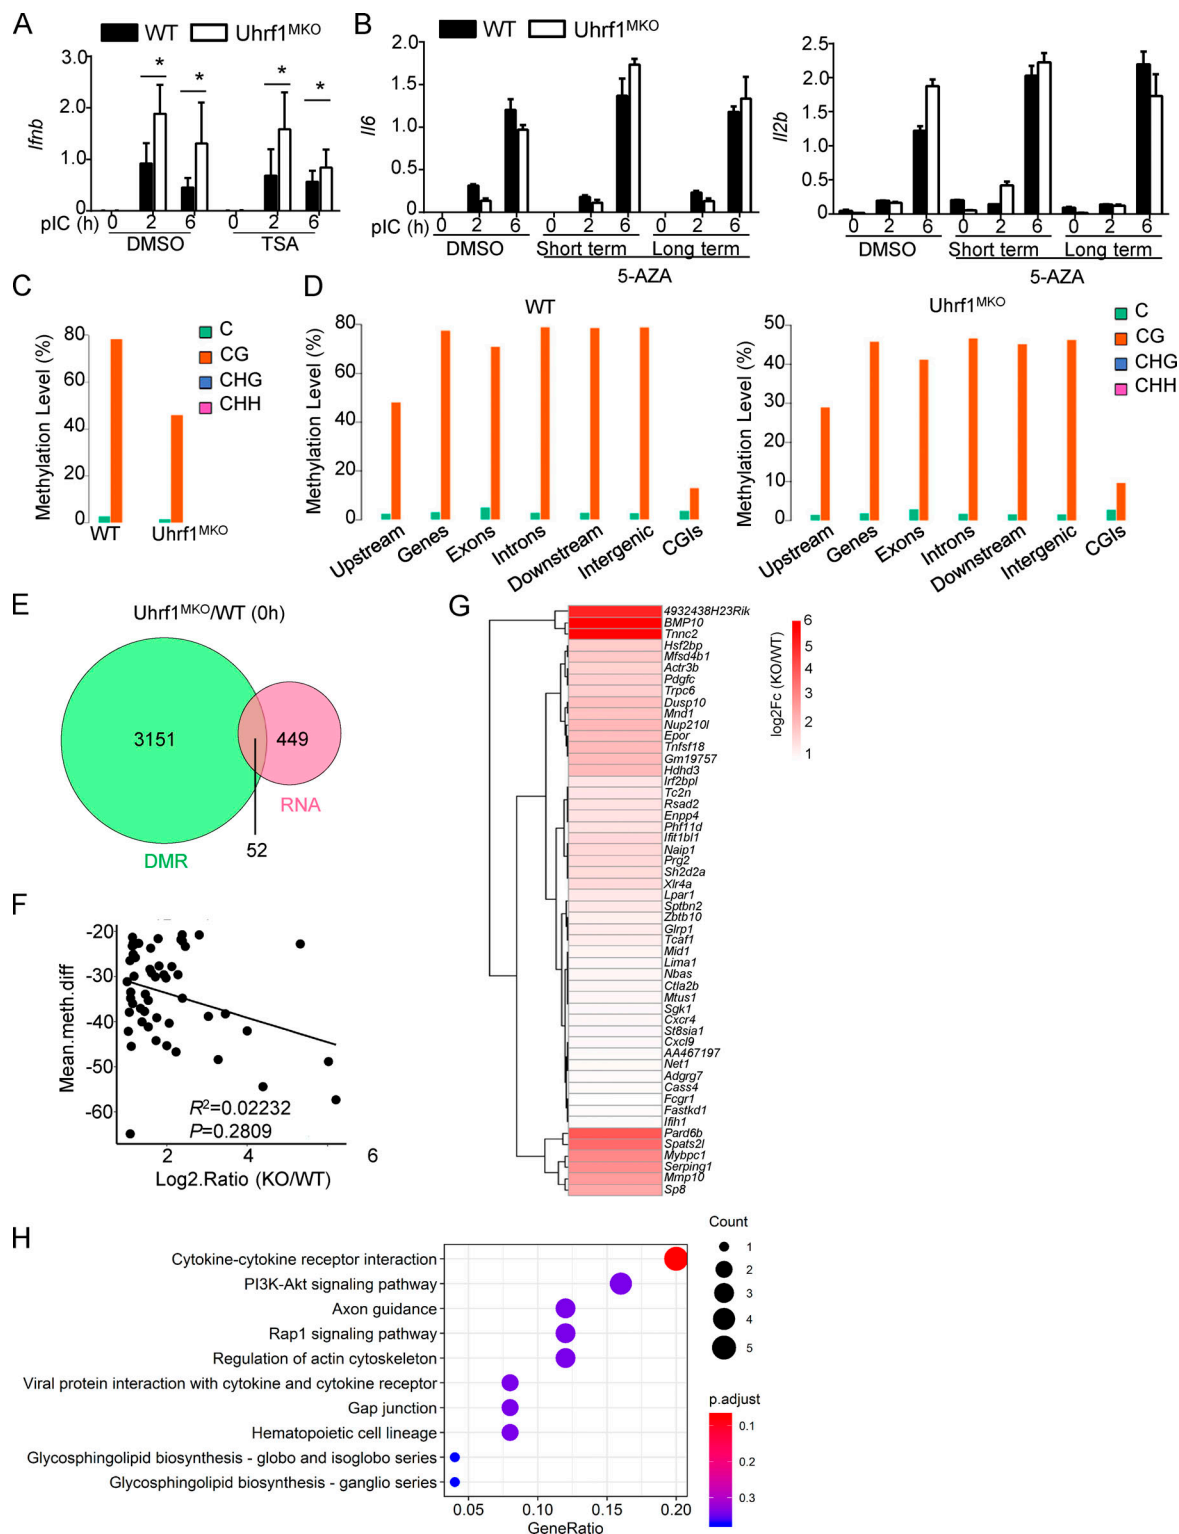 A
WT
Uhrf1MKO
3.0
2.0
1.0
0
Ifnb
* * * *
pIC (h) 0 2 6 0 2 6
DMSO TSA
B
WT
Uhrf1MKO
2.0
1.5
1.0
0.5
0
Il6
pIC (h) 0 2 6 0 2 6 0 2 6
DMSO Short term Long term
5-AZA
2.5
2.0
1.5
1.0
0.5
0
Il2b
0 2 6 0 2 6 0 2 6
DMSO Short term Long term
5-AZA
C
80
60
40
20
0
Methylation Level (%)
WT Uhrf1MKO
C
CG
CHG
CHH
D
WT
80
60
40
20
0
Methylation Level (%)
Upstream Genes Exons Introns Downstream Intergenic CGIs
Uhrf1MKO
50
40
30
20
10
0
Methylation Level (%)
Upstream Genes Exons Introns Downstream Intergenic CGIs
C
CG
CHG
CHH
E
Uhrf1MKO/WT (0h)
3151
449
52
RNA
DMR
F
-20
-30
-40
-50
-60
Mean.meth.diff
R2=0.02232
P=0.2809
2 4 6
Log2.Ratio (KO/WT)
G
4932438H23Rik
BMP10
Tnnc2
Hsf2bp
Mfsd4b1
Actr3b
Pdgfc
Trpc6
Dusp10
Mnd1
Nup210l
Epor
Tnfsf18
Gm19757
Hdhd3
Irf2bpl
Tc2n
Rsad2
Enpp4
Phf11d
Ifit1bl1
Naip1
Prg2
Sh2d2a
Xlr4a
Lpar1
Sptbn2
Zbtb10
Glrp1
Tcaf1
Mid1
Lima1
Nbas
Ctla2b
Mtus1
Sgk1
Cxcr4
St8sia1
Cxcl9
AA467197
Net1
Adgrg7
Cass4
Fcgr1
Fastkd1
Ifih1
Pard6b
Spats2l
Mybpc1
Serping1
Mmp10
Sp8
6
5
4
3
2
1
log2Fc (KO/WT)
H
Cytokine-cytokine receptor interaction
PI3K-Akt signaling pathway
Axon guidance
Rap1 signaling pathway
Regulation of actin cytoskeleton
Viral protein interaction with cytokine and cytokine receptor
Gap junction
Hematopoietic cell lineage
Glycosphingolipid biosynthesis - globo and isoglobo series
Glycosphingolipid biosynthesis - ganglio series
0.05 0.10 0.15 0.20
GeneRatio
Count
1
2
3
4
5
p.adjust
0.1
0.2
0.3